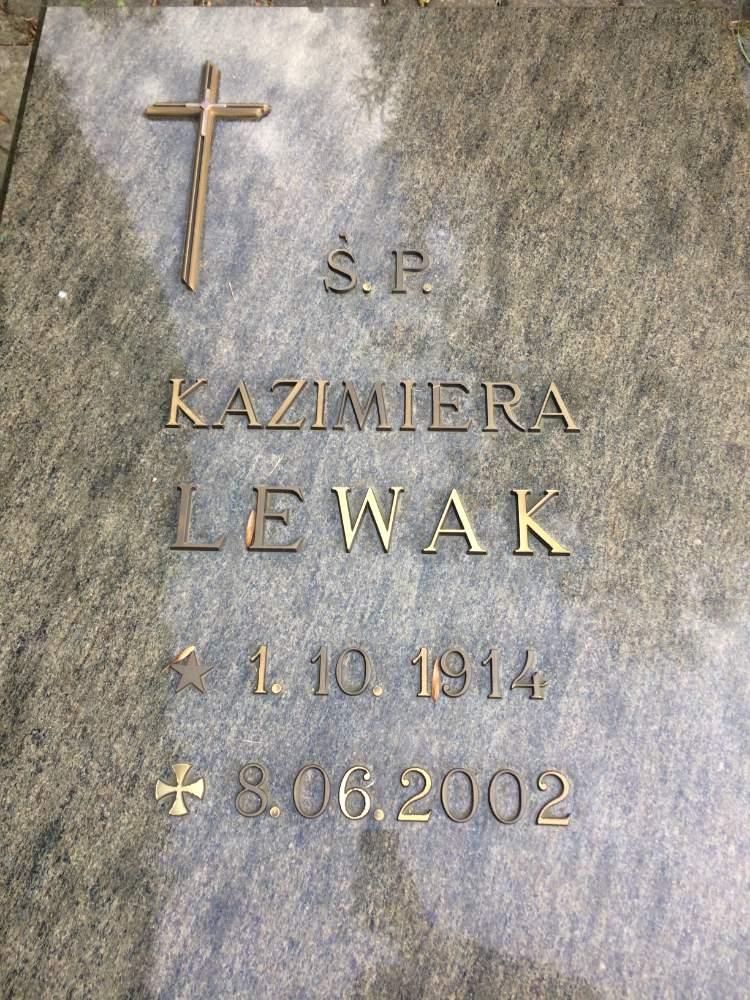 Ś. P.
KAZIMIERA
LEWAK
★ 1. 10. 1914
✠ 8.06.2002